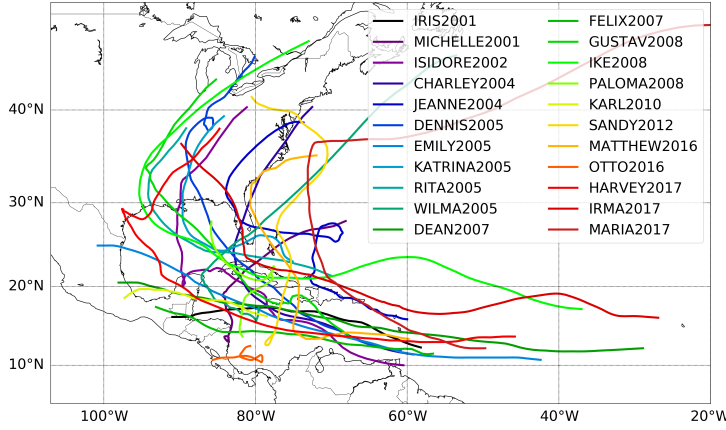 IRIS2001 FELIX2007
MICHELLE2001 GUSTAV2008
ISIDORE2002 IKE2008
CHARLEY2004 PALOMA2008
JEANNE2004 KARL2010
DENNIS2005 SANDY2012
EMILY2005 MATTHEW2016
KATRINA2005 OTTO2016
RITA2005 HARVEY2017
WILMA2005 IRMA2017
DEAN2007 MARIA2017
40°N
30°N
20°N
10°N
100°W 80°W 60°W 40°W 20°W